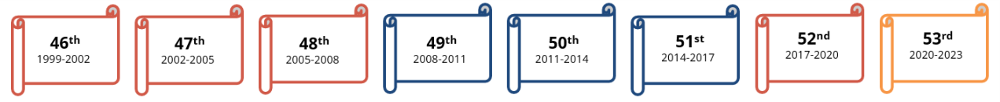 46th
1999-2002
47th
2002-2005
48th
2005-2008
49th
2008-2011
50th
2011-2014
51st
2014-2017
52nd
2017-2020
53rd
2020-2023